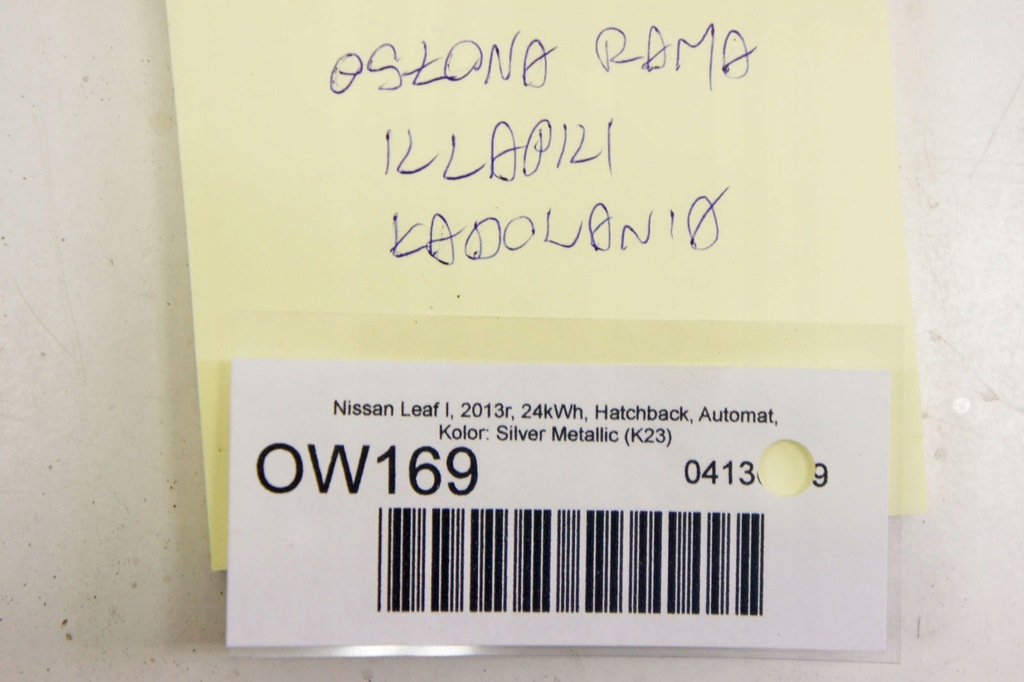 OSŁONA RAMA
KLAPKI
ŁADOWANIA
Nissan Leaf I, 2013r, 24kWh, Hatchback, Automat,
Kolor: Silver Metallic (K23)
OW169